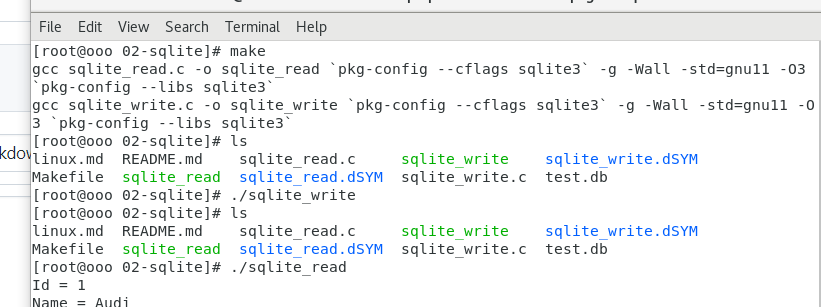 File Edit View Search Terminal Help
[root@ooo 02-sqlite]# make
gcc sqlite_read.c -o sqlite_read `pkg-config --cflags sqlite3` -g -Wall -std=gnu11 -O3
`pkg-config --libs sqlite3`
gcc sqlite_write.c -o sqlite_write `pkg-config --cflags sqlite3` -g -Wall -std=gnu11 -O
3 `pkg-config --libs sqlite3`
[root@ooo 02-sqlite]# ls
linux.md README.md sqlite_read.c sqlite_write sqlite_write.dSYM
Makefile sqlite_read sqlite_read.dSYM sqlite_write.c test.db
[root@ooo 02-sqlite]# ./sqlite_write
[root@ooo 02-sqlite]# ls
linux.md README.md sqlite_read.c sqlite_write sqlite_write.dSYM
Makefile sqlite_read sqlite_read.dSYM sqlite_write.c test.db
kdow
[root@ooo 02-sqlite]# ./sqlite_read
Id = 1
Name = Audi